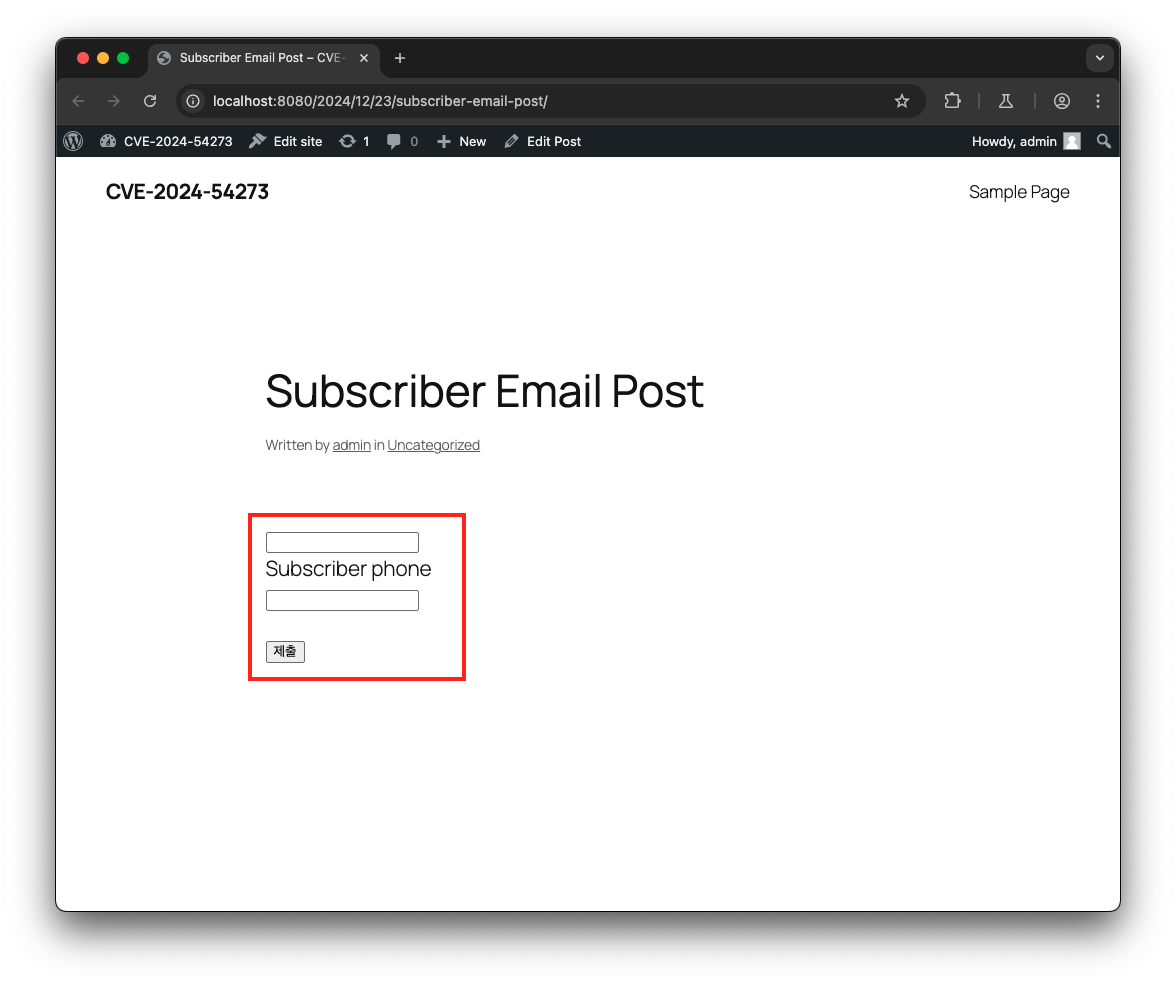 Subscriber Email Post – CVE-
localhost:8080/2024/12/23/subscriber-email-post/
CVE-2024-54273 Edit site 1 0 New Edit Post Howdy, admin
CVE-2024-54273 Sample Page
Subscriber Email Post
Written by admin in Uncategorized
Subscriber phone
제출